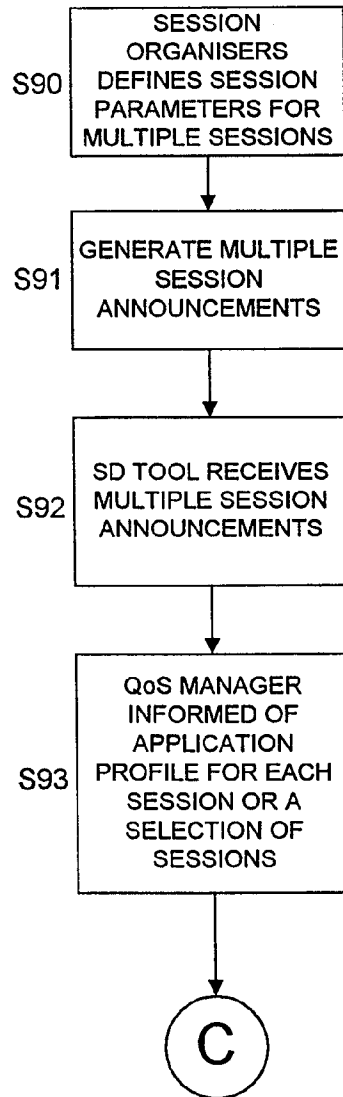 S90
SESSION
ORGANISERS
DEFINES SESSION
PARAMETERS FOR
MULTIPLE SESSIONS
S91
GENERATE MULTIPLE
SESSION
ANNOUNCEMENTS
S92
SD TOOL RECEIVES
MULTIPLE SESSION
ANNOUNCEMENTS
S93
QoS MANAGER
INFORMED OF
APPLICATION
PROFILE FOR EACH
SESSION OR A
SELECTION OF
SESSIONS
C